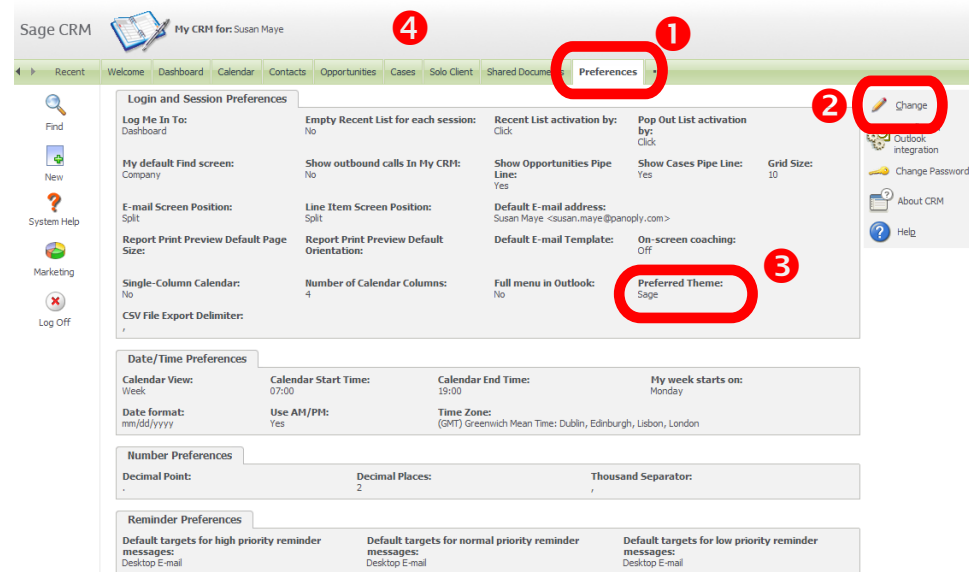 Sage CRM
My CRM for: Susan Maye
4
1
Recent Welcome Dashboard Calendar Contacts Opportunities Cases Solo Client Shared Documents Preferences
2
Find
New
System Help
Marketing
Log Off
Login and Session Preferences
Log Me In To: Empty Recent List for each session: Recent List activation by: Pop Out List activation
by:
Dashboard No Click
Click
My default Find screen: Show outbound calls In My CRM: Show Opportunities Pipe Show Cases Pipe Line: Grid Size:
Line:
Company No Yes 10
Yes
E-mail Screen Position: Line Item Screen Position: Default E-mail address:
Split Split Susan Maye <susan.maye@panoply.com>
Report Print Preview Default Page Report Print Preview Default Default E-mail Template: On-screen coaching:
Size: Orientation: Off
3
Single-Column Calendar: Number of Calendar Columns: Full menu in Outlook: Preferred Theme:
No 4 No Sage
CSV File Export Delimiter:
,
Date/Time Preferences
Calendar View: Calendar Start Time: Calendar End Time: My week starts on:
Week 07:00 19:00 Monday
Date format: Use AM/PM: Time Zone:
mm/dd/yyyy Yes (GMT) Greenwich Mean Time: Dublin, Edinburgh, Lisbon, London
Number Preferences
Decimal Point: Decimal Places: Thousand Separator:
. 2 ,
Reminder Preferences
Default targets for high priority reminder Default targets for normal priority reminder Default targets for low priority reminder
messages: messages: messages:
Desktop E-mail Desktop E-mail Desktop E-mail
Change
Outlook
integration
Change Password
About CRM
Help